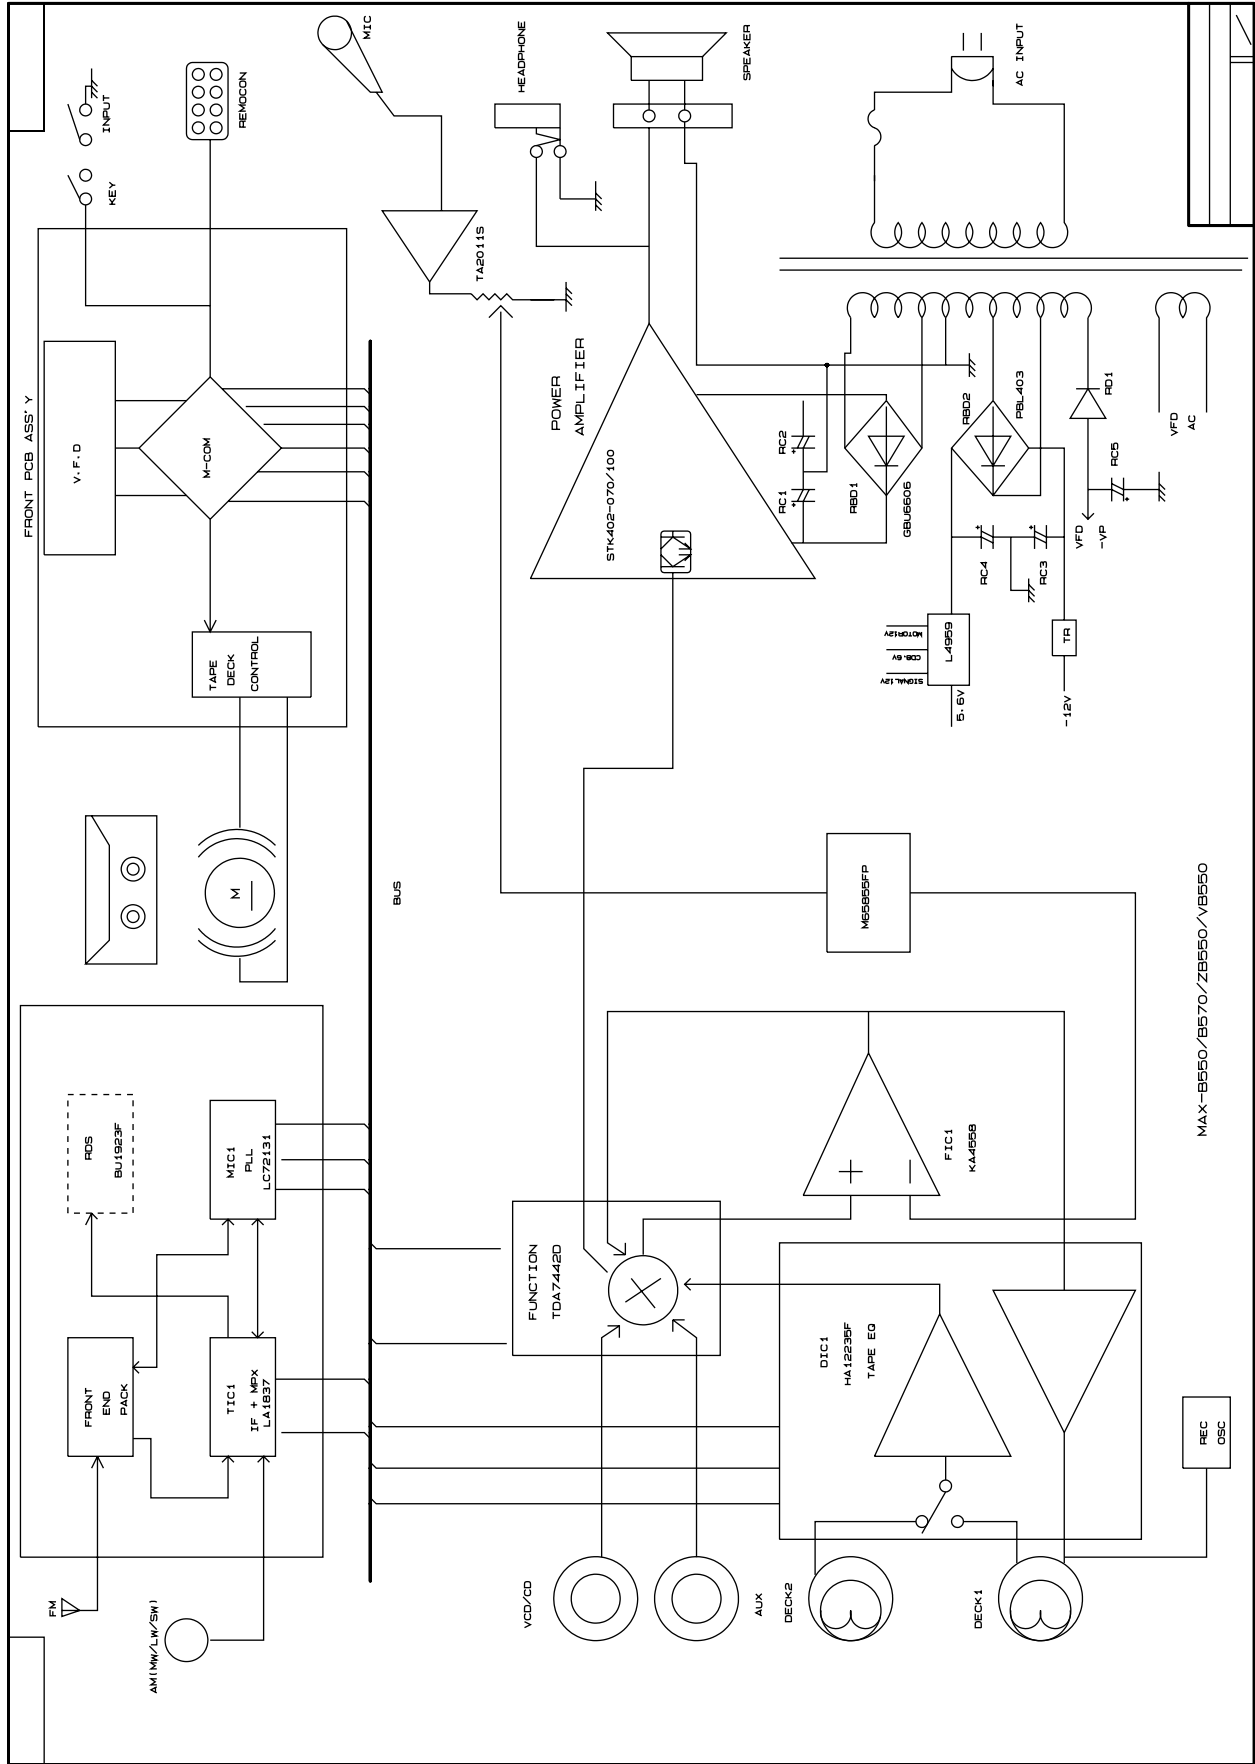 FM
AM(MW/LW/SW)
FRONT
END
PACK
RDS
BU1923F
TIC1
IF + MPX
LA1837
MIC1
PLL
LC72131
FRONT PCB ASS'Y
V.F.D
M-COM
TAPE
DECK
CONTROL
M
KEY
INPUT
REMOCON
MIC
TA2011S
HEADPHONE
SPEAKER
BUS
POWER
AMPLIFIER
STK402-070/100
VCD/CD
AUX
FUNCTION
TDA7442D
DECK2
DECK1
DIC1
HA12235F
TAPE EQ
REC
OSC
FIC1
KA4558
M65855FP
RC1
RC2
RBD1
GBU6606
RBD2
PBL403
RC4
RC3
L4959
SIGNAL12V
CD8.6V
MOTOR12V
5.6V
TR
-12V
VFD
-VP
RC5
RD1
VFD
AC
AC INPUT
MAX-B550/B570/ZB550/VB550